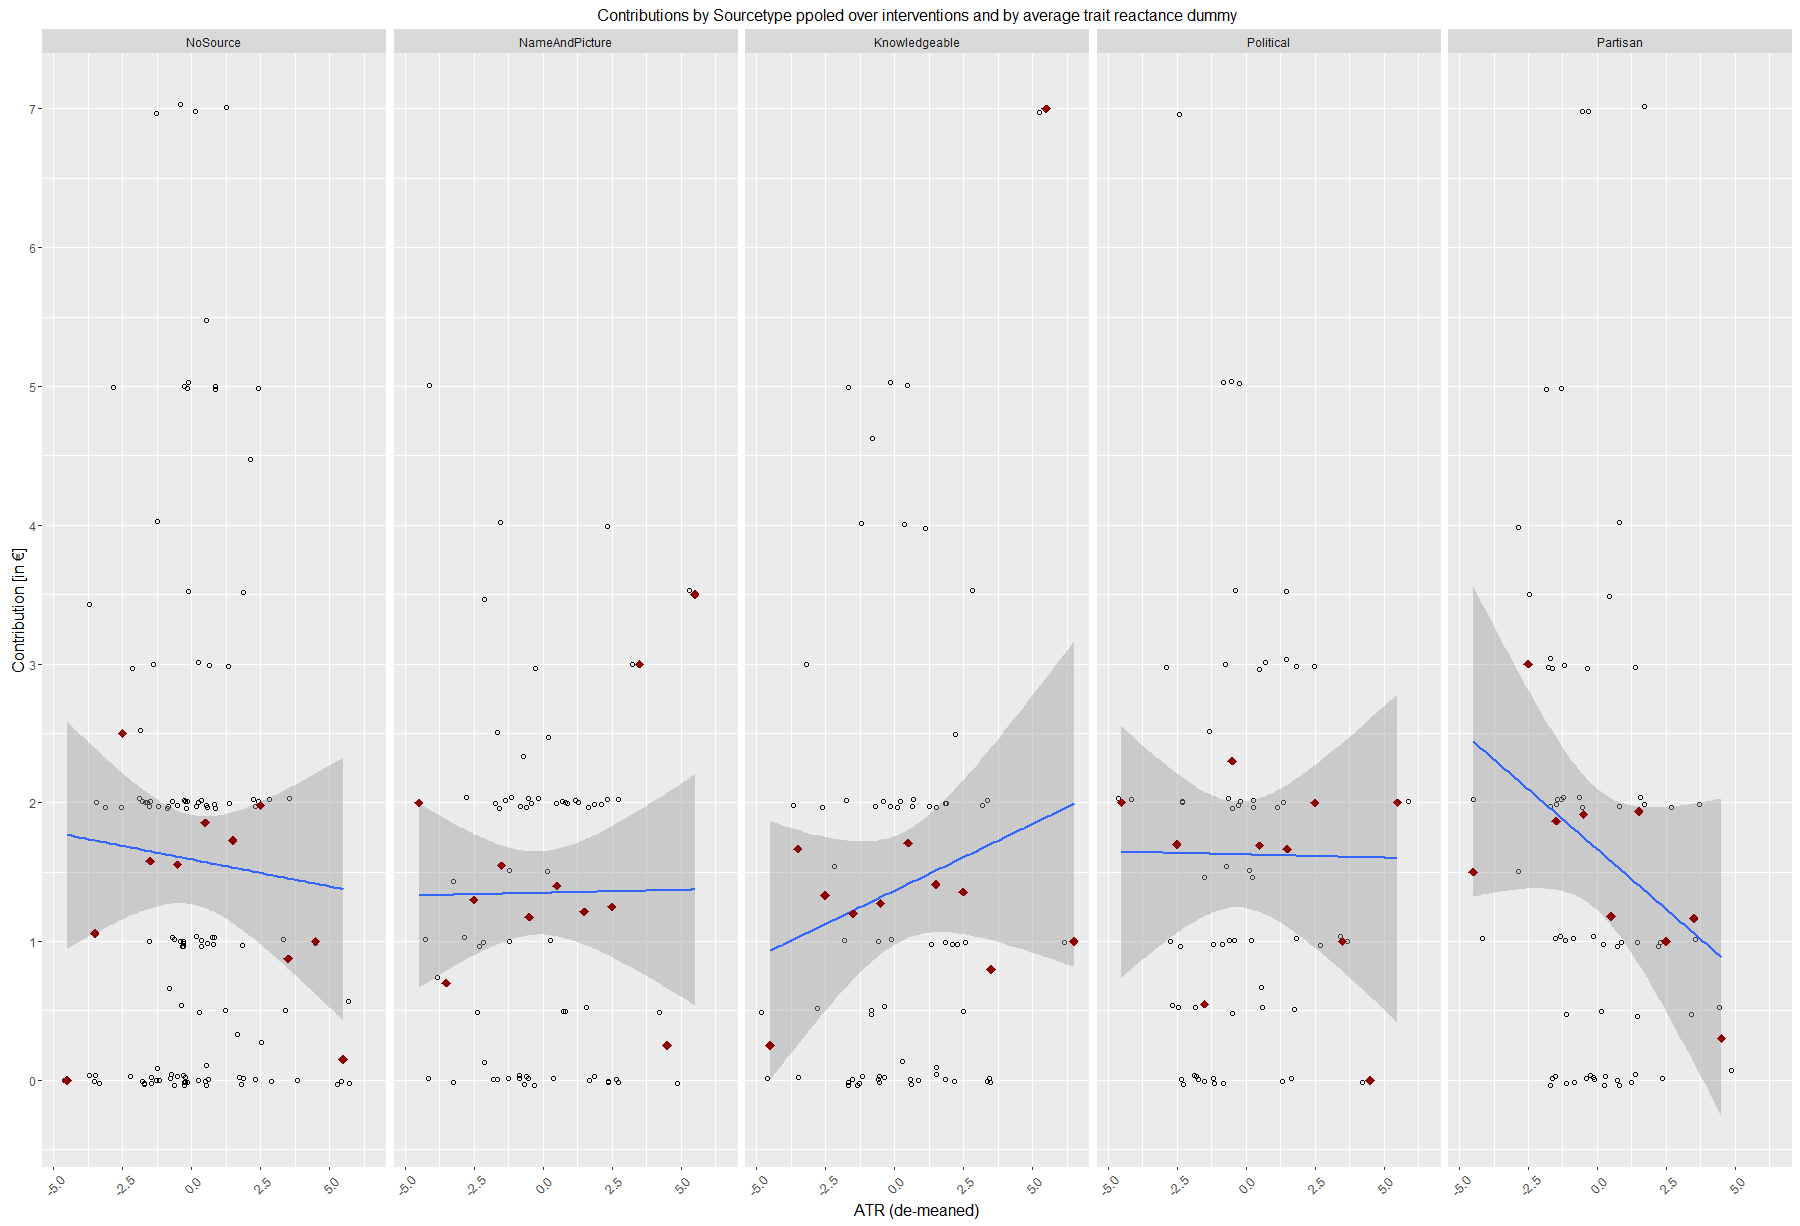 Contributions by Sourcetype ppoled over interventions and by average trait reactance dummy
NoSource
NameAndPicture
Knowledgeable
Political
Partisan
Contribution [in €]
7
6
5
4
3
2
1
0
-5.0 -2.5 0.0 2.5 5.0
-5.0 -2.5 0.0 2.5 5.0
-5.0 -2.5 0.0 2.5 5.0
-5.0 -2.5 0.0 2.5 5.0
-5.0 -2.5 0.0 2.5 5.0
ATR (de-meaned)